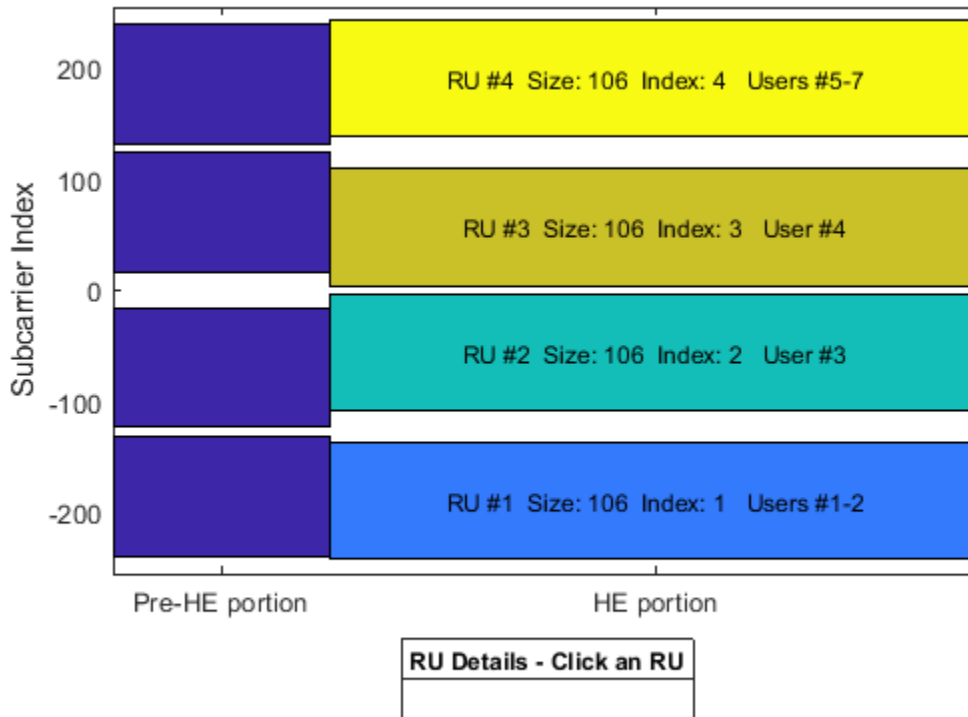 200
RU #4 Size: 106 Index: 4 Users #5-7
100
RU #3 Size: 106 Index: 3 User #4
Subcarrier Index
0
RU #2 Size: 106 Index: 2 User #3
-100
RU #1 Size: 106 Index: 1 Users #1-2
-200
Pre-HE portion
HE portion
RU Details - Click an RU